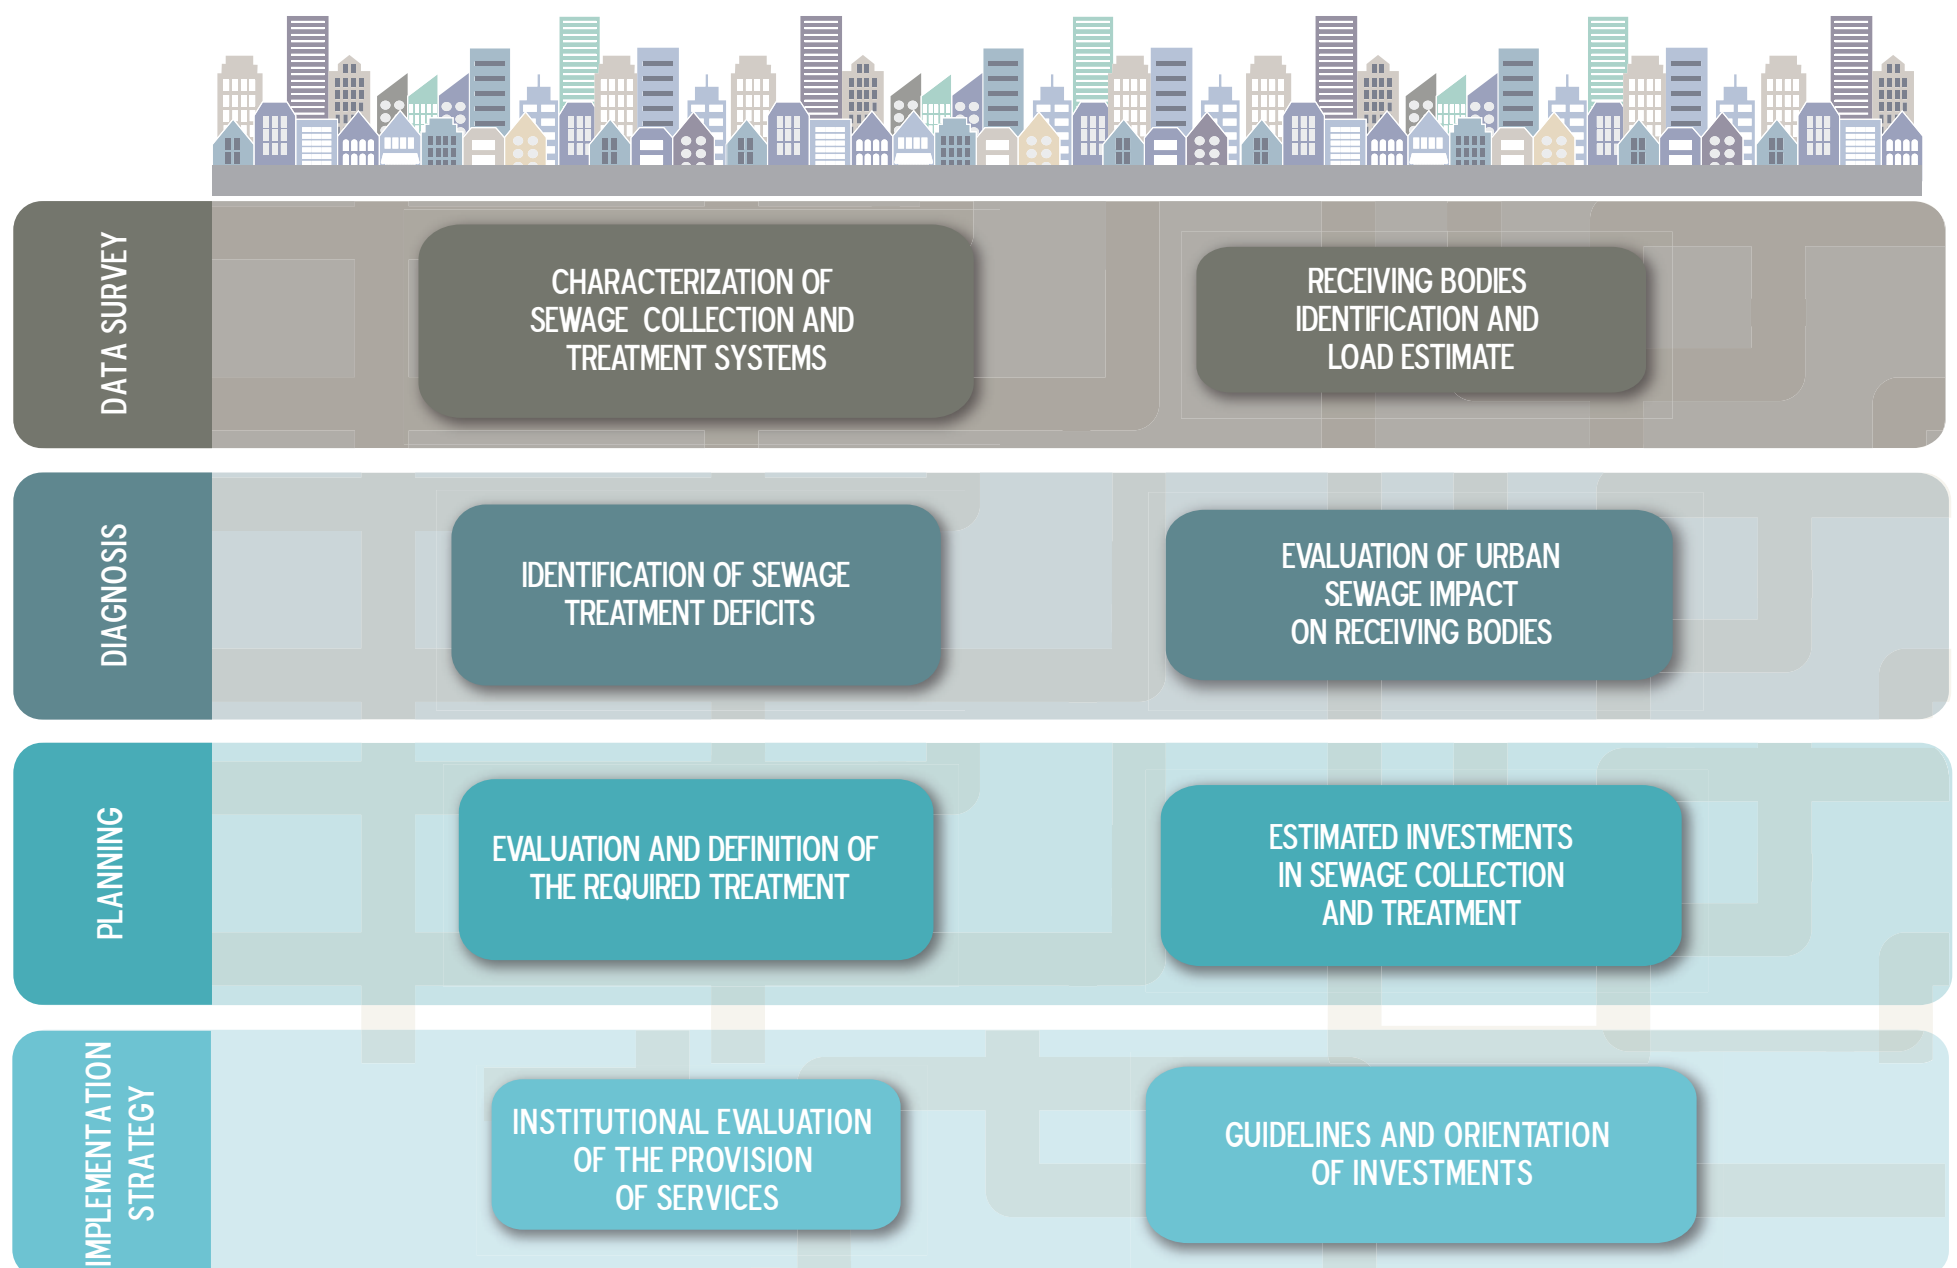 DATA SURVEY
CHARACTERIZATION OF
SEWAGE COLLECTION AND
TREATMENT SYSTEMS
RECEIVING BODIES
IDENTIFICATION AND
LOAD ESTIMATE
DIAGNOSIS
IDENTIFICATION OF SEWAGE
TREATMENT DEFICITS
EVALUATION OF URBAN
SEWAGE IMPACT
ON RECEIVING BODIES
PLANNING
EVALUATION AND DEFINITION OF
THE REQUIRED TREATMENT
ESTIMATED INVESTMENTS
IN SEWAGE COLLECTION
AND TREATMENT
IMPLEMENTATION
STRATEGY
INSTITUTIONAL EVALUATION
OF THE PROVISION
OF SERVICES
GUIDELINES AND ORIENTATION
OF INVESTMENTS